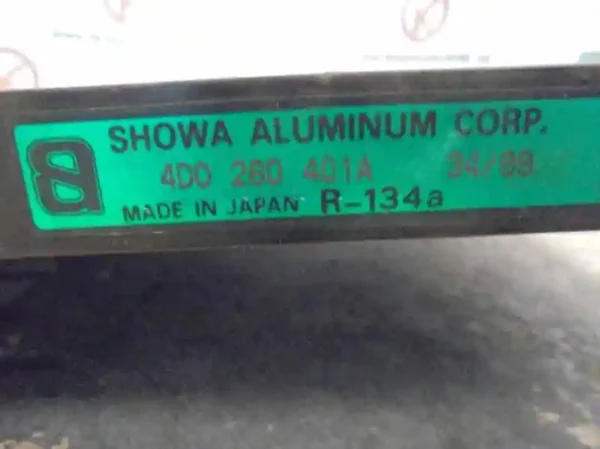 SHOWA ALUMINUM CORP.
4D0 260 401A 34/99
MADE IN JAPAN R-134a